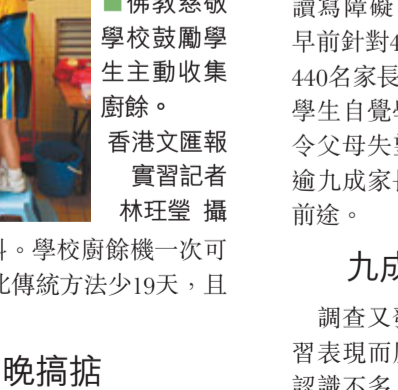 ■佛教慈敬
學校鼓勵學
生主動收集
廚餘。
香港文匯報
實習記者
林玨瑩 攝
料。學校廚餘機一次可
比傳統方法少19天，且
晚搞掂
讀寫障礙
早前針對4
440名家長
學生自覺學
令父母失望
逾九成家長
前途。
九成
調查又發
習表現而
認識不多